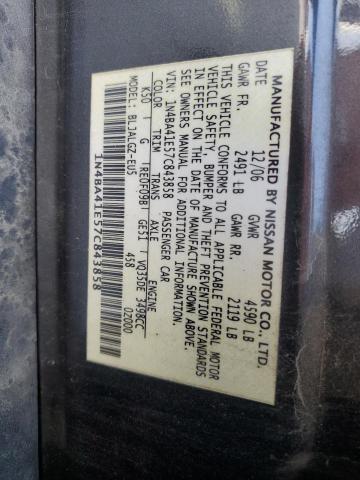 MANUFACTURED BY NISSAN MOTOR CO., LTD.
DATE 12/06 GVWR 4590 LB
GAWR FR. 2491 LB GAWR RR. 2119 LB
THIS VEHICLE CONFORMS TO ALL APPLICABLE FEDERAL MOTOR
VEHICLE SAFETY, BUMPER AND THEFT PREVENTION STANDARDS
IN EFFECT ON THE DATE OF MANUFACTURE SHOWN ABOVE.
SEE OWNERS MANUAL FOR ADDITIONAL INFORMATION
VIN: 1N4BA41E57C843858 PASSENGER CAR
COLOR TRIM TRANS AXLE ENGINE
K50 G RE0F09B GE51 VQ35DE 3498CC
MODEL: BLJALGZ-EU5 458 02000
1N4BA41E57C843858